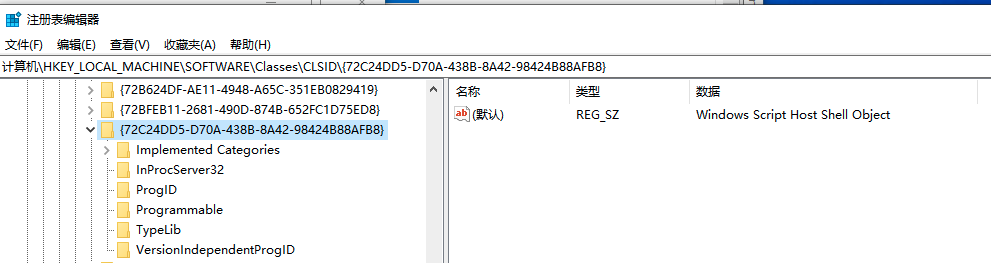 注册表编辑器
文件(F) 编辑(E) 查看(V) 收藏夹(A) 帮助(H)
计算机\HKEY_LOCAL_MACHINE\SOFTWARE\Classes\CLSID\{72C24DD5-D70A-438B-8A42-98424B88AFB8}
{72B624DF-AE11-4948-A65C-351EB0829419}
{72BFEB11-2681-490D-874B-652FC1D75ED8}
{72C24DD5-D70A-438B-8A42-98424B88AFB8}
Implemented Categories
InProcServer32
ProgID
Programmable
TypeLib
VersionIndependentProgID
名称 类型 数据
ab (默认) REG_SZ Windows Script Host Shell Object